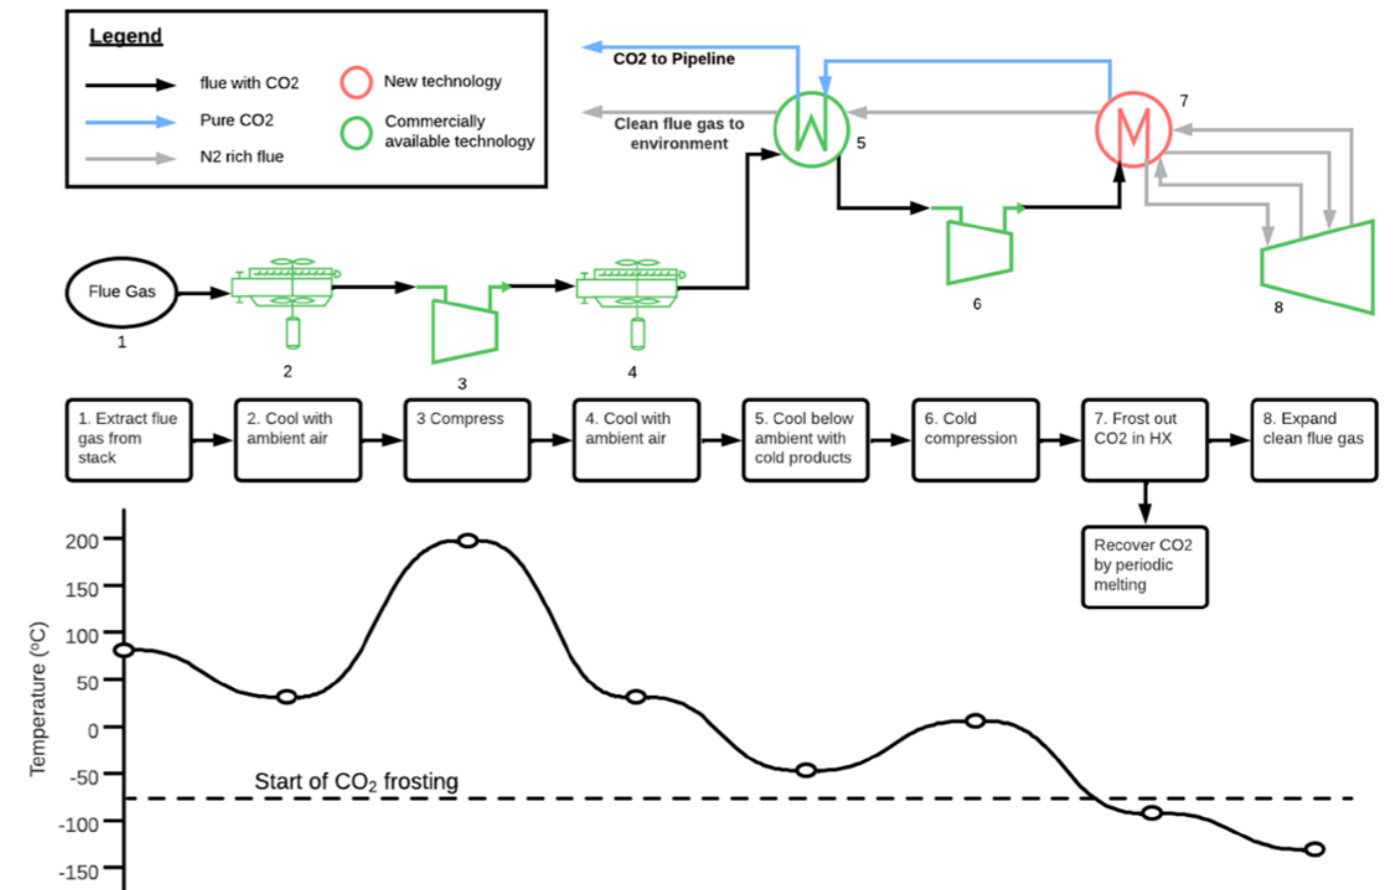 Legend
flue with CO2
New technology
Pure CO2
Commercially
available technology
N2 rich flue
CO2 to Pipeline
Clean flue gas to
environment
5
7
6
8
Flue Gas
1
2
3
4
1. Extract flue
gas from
stack
2. Cool with
ambient air
3 Compress
4. Cool with
ambient air
5. Cool below
ambient with
cold products
6. Cold
compression
7. Frost out
CO2 in HX
8. Expand
clean flue gas
Recover CO2
by periodic
melting
Temperature (ºC)
200
150
100
50
0
-50
-100
-150
Start of CO₂ frosting